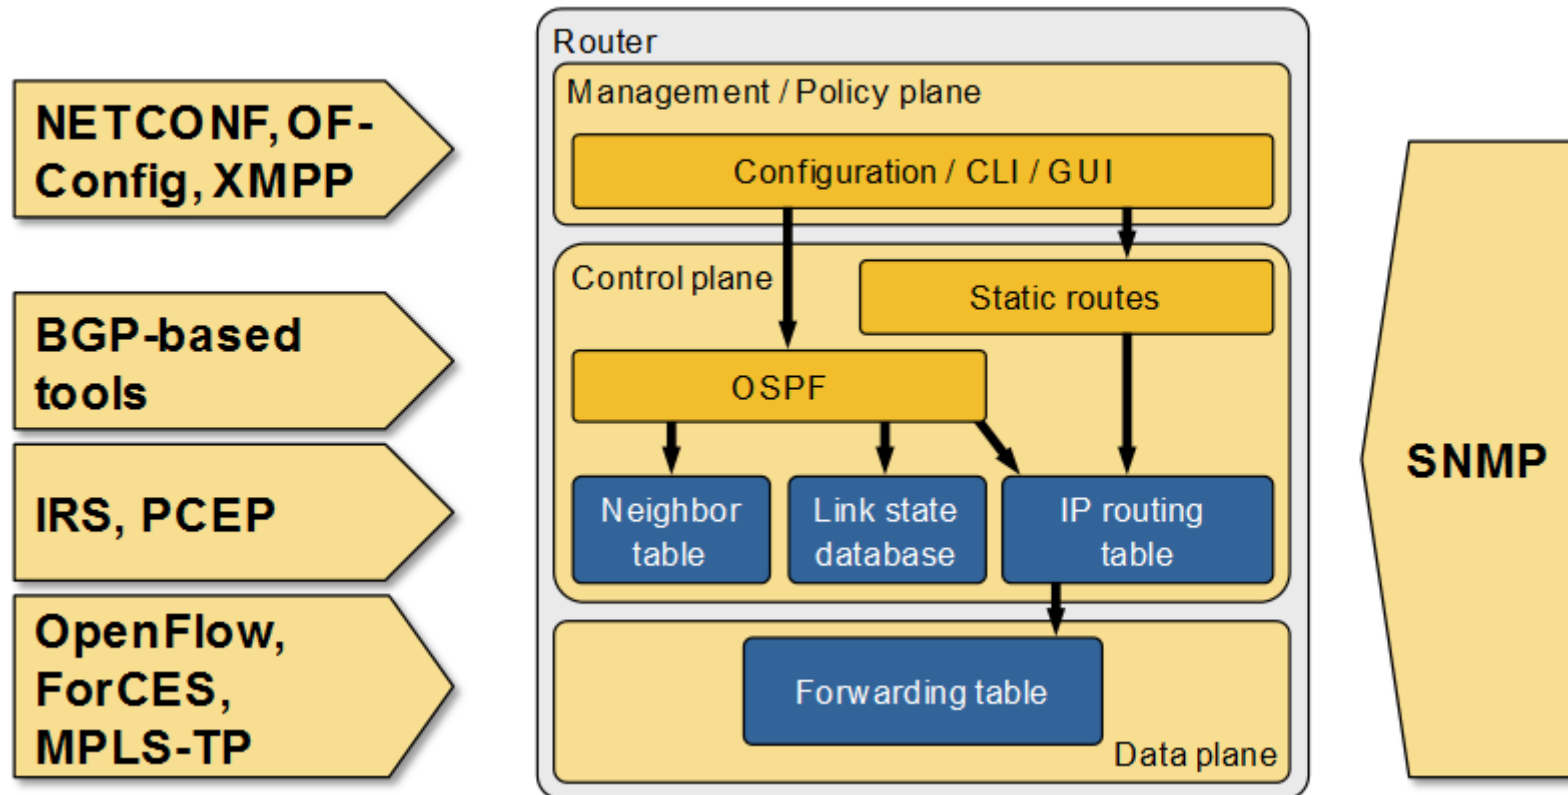 NETCONF, OF-
Config, XMPP
BGP-based
tools
IRS, PCEP
OpenFlow,
ForCES,
MPLS-TP
Router
Management / Policy plane
Configuration / CLI / GUI
Control plane
Static routes
OSPF
Neighbor
table
Link state
database
IP routing
table
Forwarding table
Data plane
SNMP